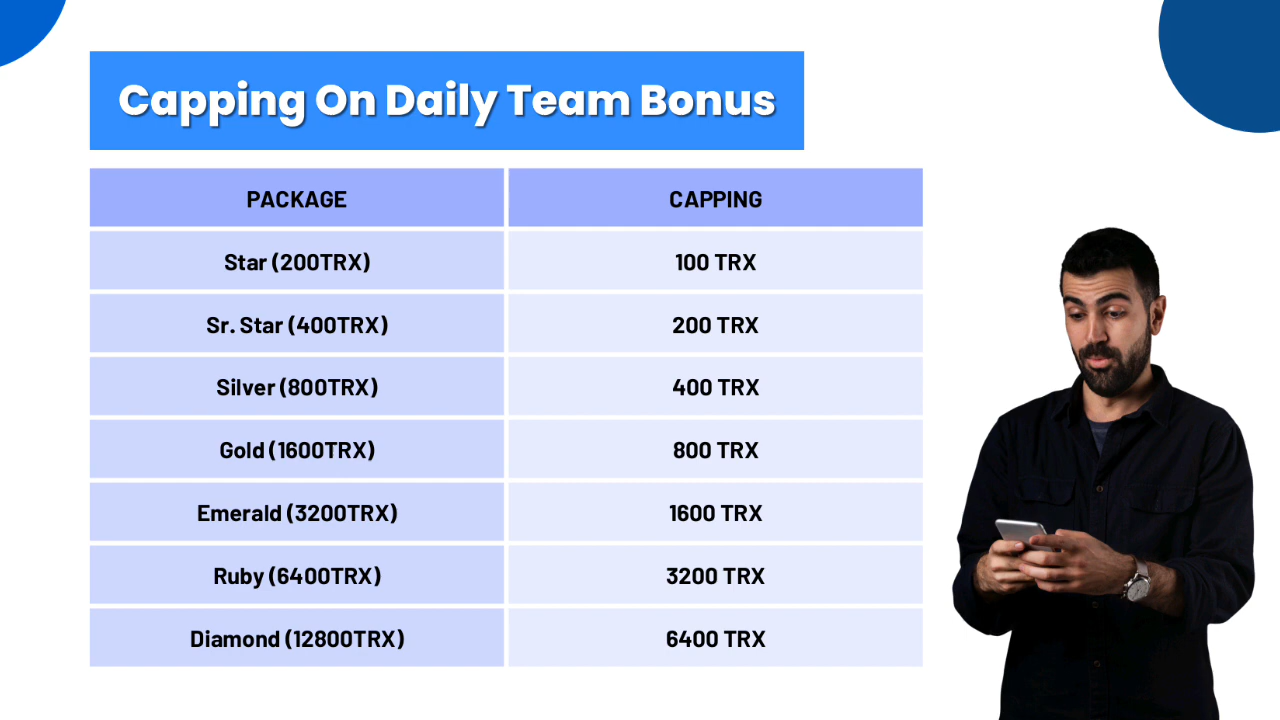 Capping On Daily Team Bonus
PACKAGE CAPPING
Star (200TRX) 100 TRX
Sr. Star (400TRX) 200 TRX
Silver (800TRX) 400 TRX
Gold (1600TRX) 800 TRX
Emerald (3200TRX) 1600 TRX
Ruby (6400TRX) 3200 TRX
Diamond (12800TRX) 6400 TRX